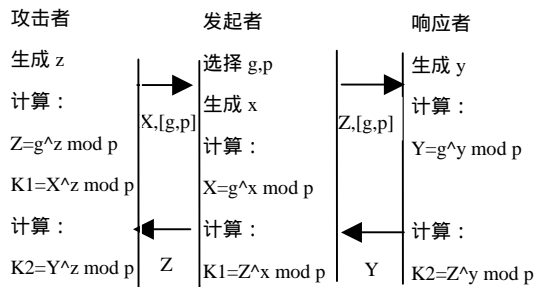 攻击者
生成 z
计算：
Z=g^z mod p
K1=X^z mod p
计算：
K2=Y^z mod p
X,[g,p]
Z
发起者
选择 g,p
生成 x
计算：
X=g^x mod p
计算：
K1=Z^x mod p
Z,[g,p]
Y
响应者
生成 y
计算：
Y=g^y mod p
计算：
K2=Z^y mod p